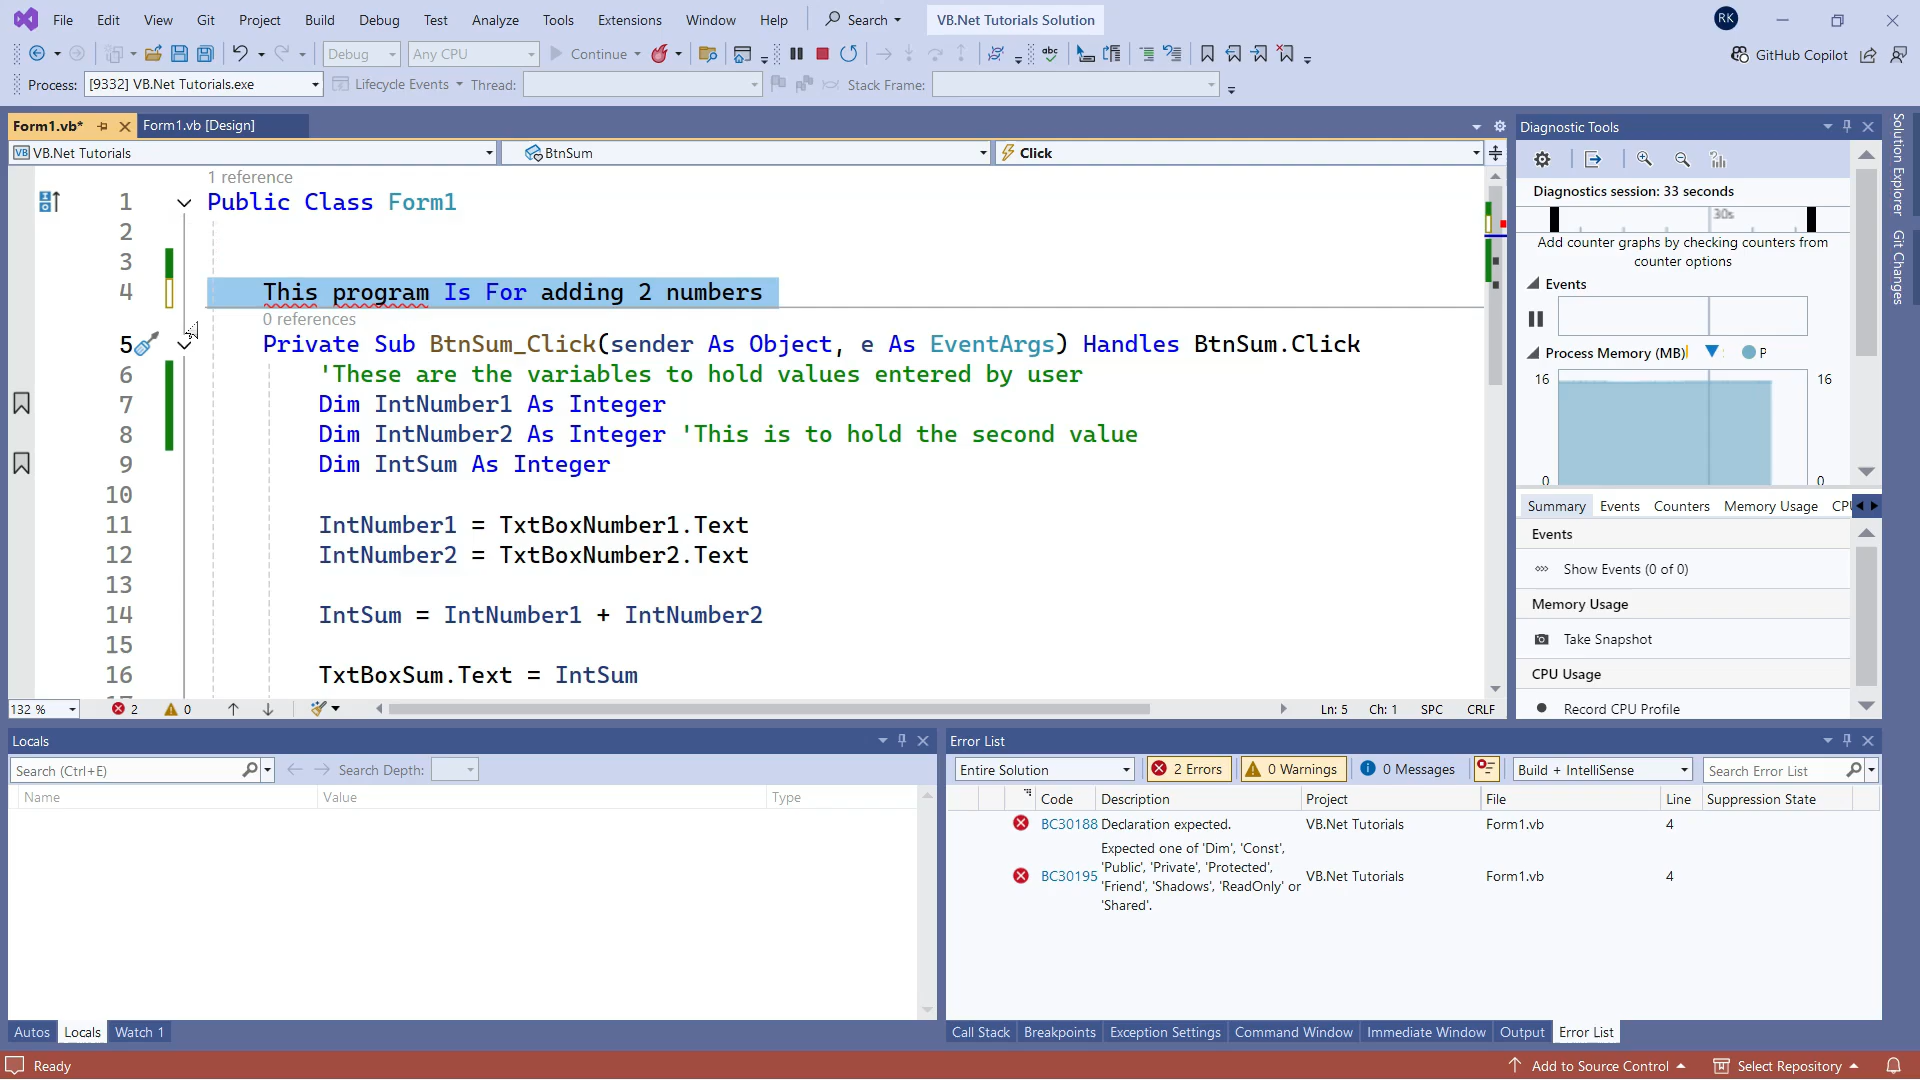 File Edit View Git Project Build Debug Test Analyze Tools Extensions Window Help Search VB.Net Tutorials Solution RK
Debug Any CPU Continue GitHub Copilot
Process: [9332] VB.Net Tutorials.exe Lifecycle Events Thread: Stack Frame:
Form1.vb* Form1.vb [Design]
VB.Net Tutorials BtnSum Click
1 reference
1 Public Class Form1
2
3
4 This program Is For adding 2 numbers
0 references
5 Private Sub BtnSum_Click(sender As Object, e As EventArgs) Handles BtnSum.Click
6 'These are the variables to hold values entered by user
7 Dim IntNumber1 As Integer
8 Dim IntNumber2 As Integer 'This is to hold the second value
9 Dim IntSum As Integer
10
11 IntNumber1 = TxtBoxNumber1.Text
12 IntNumber2 = TxtBoxNumber2.Text
13
14 IntSum = IntNumber1 + IntNumber2
15
16 TxtBoxSum.Text = IntSum
132 % 2 0 Ln: 5 Ch: 1 SPC CRLF
Diagnostic Tools
Diagnostics session: 33 seconds
30s
Add counter graphs by checking counters from
counter options
Events
Process Memory (MB) P
16 16
0 0
Summary Events Counters Memory Usage CPU
Events
Show Events (0 of 0)
Memory Usage
Take Snapshot
CPU Usage
Record CPU Profile
Solution Explorer
Git Changes
Locals
Search (Ctrl+E) Search Depth:
Name Value Type
Autos Locals Watch 1
Error List
Entire Solution 2 Errors 0 Warnings 0 Messages Build + IntelliSense Search Error List
Code Description Project File Line Suppression State
BC30188 Declaration expected. VB.Net Tutorials Form1.vb 4
BC30195 Expected one of 'Dim', 'Const',
'Public', 'Private', 'Protected',
'Friend', 'Shadows', 'ReadOnly' or
'Shared'. VB.Net Tutorials Form1.vb 4
Call Stack Breakpoints Exception Settings Command Window Immediate Window Output Error List
Ready Add to Source Control Select Repository